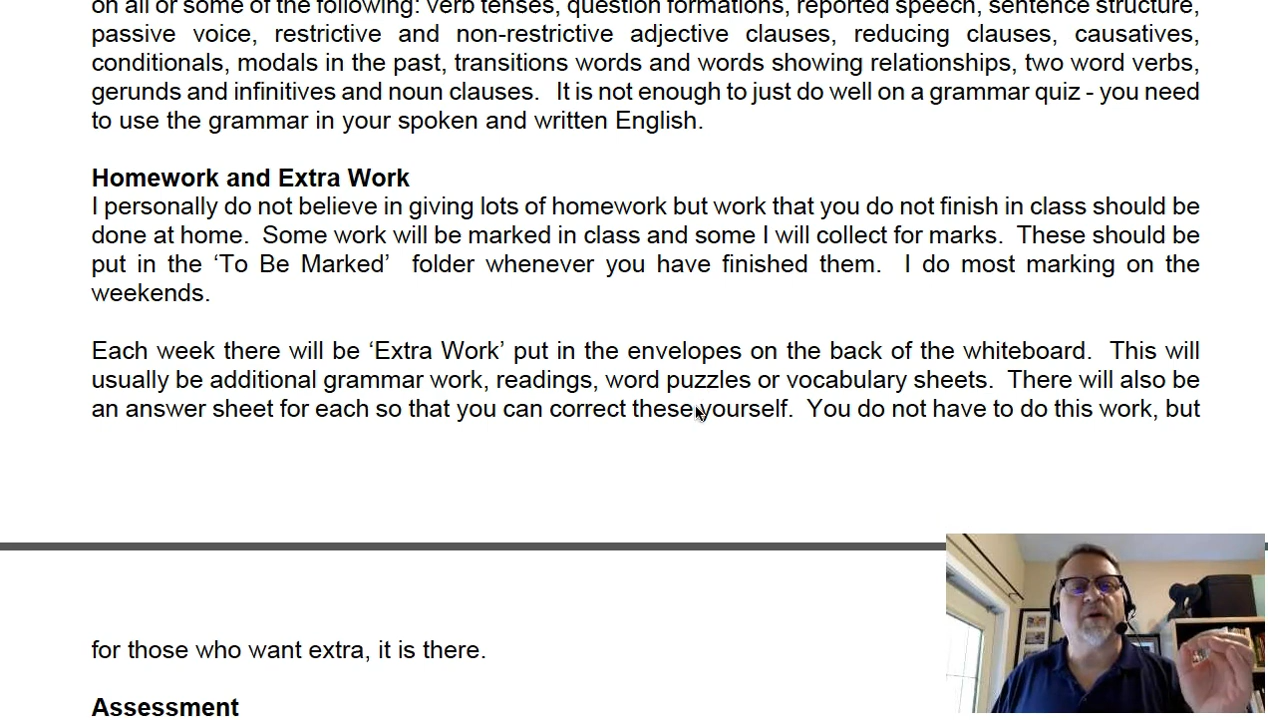 on all or some of the following: verb tenses, question formations, reported speech, sentence structure,
passive voice, restrictive and non-restrictive adjective clauses, reducing clauses, causatives,
conditionals, modals in the past, transitions words and words showing relationships, two word verbs,
gerunds and infinitives and noun clauses.  It is not enough to just do well on a grammar quiz - you need
to use the grammar in your spoken and written English.
Homework and Extra Work
I personally do not believe in giving lots of homework but work that you do not finish in class should be
done at home.  Some work will be marked in class and some I will collect for marks.  These should be
put in the ‘To Be Marked’  folder whenever you have finished them.  I do most marking on the
weekends.
Each week there will be ‘Extra Work’ put in the envelopes on the back of the whiteboard.  This will
usually be additional grammar work, readings, word puzzles or vocabulary sheets.  There will also be
an answer sheet for each so that you can correct these yourself.  You do not have to do this work, but
for those who want extra, it is there.
Assessment